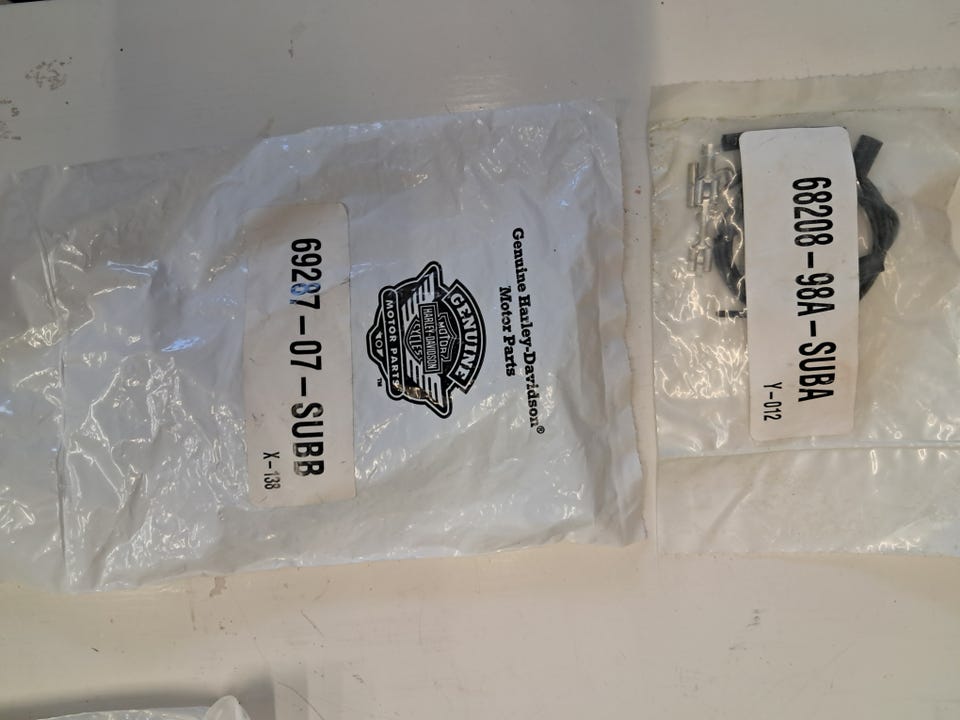 69287-07-SUBB
X-138
GENUINE
MOTOR
HARLEY-DAVIDSON
CYCLES
MOTOR PARTS
™
Genuine Harley-Davidson®
Motor Parts
68208-98A-SUBA
Y-012